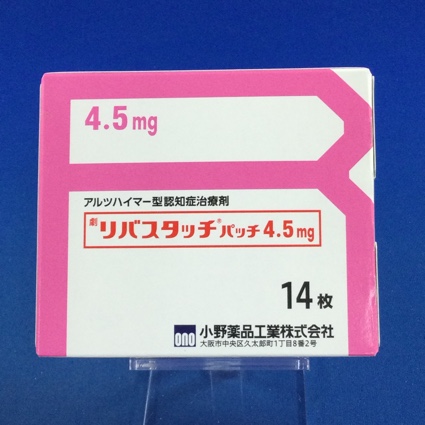 4.5mg
アルツハイマー型認知症治療剤
劇 リバスタッチ®パッチ4.5mg
14枚
ono 小野薬品工業株式会社
大阪市中央区久太郎町1丁目8番2号